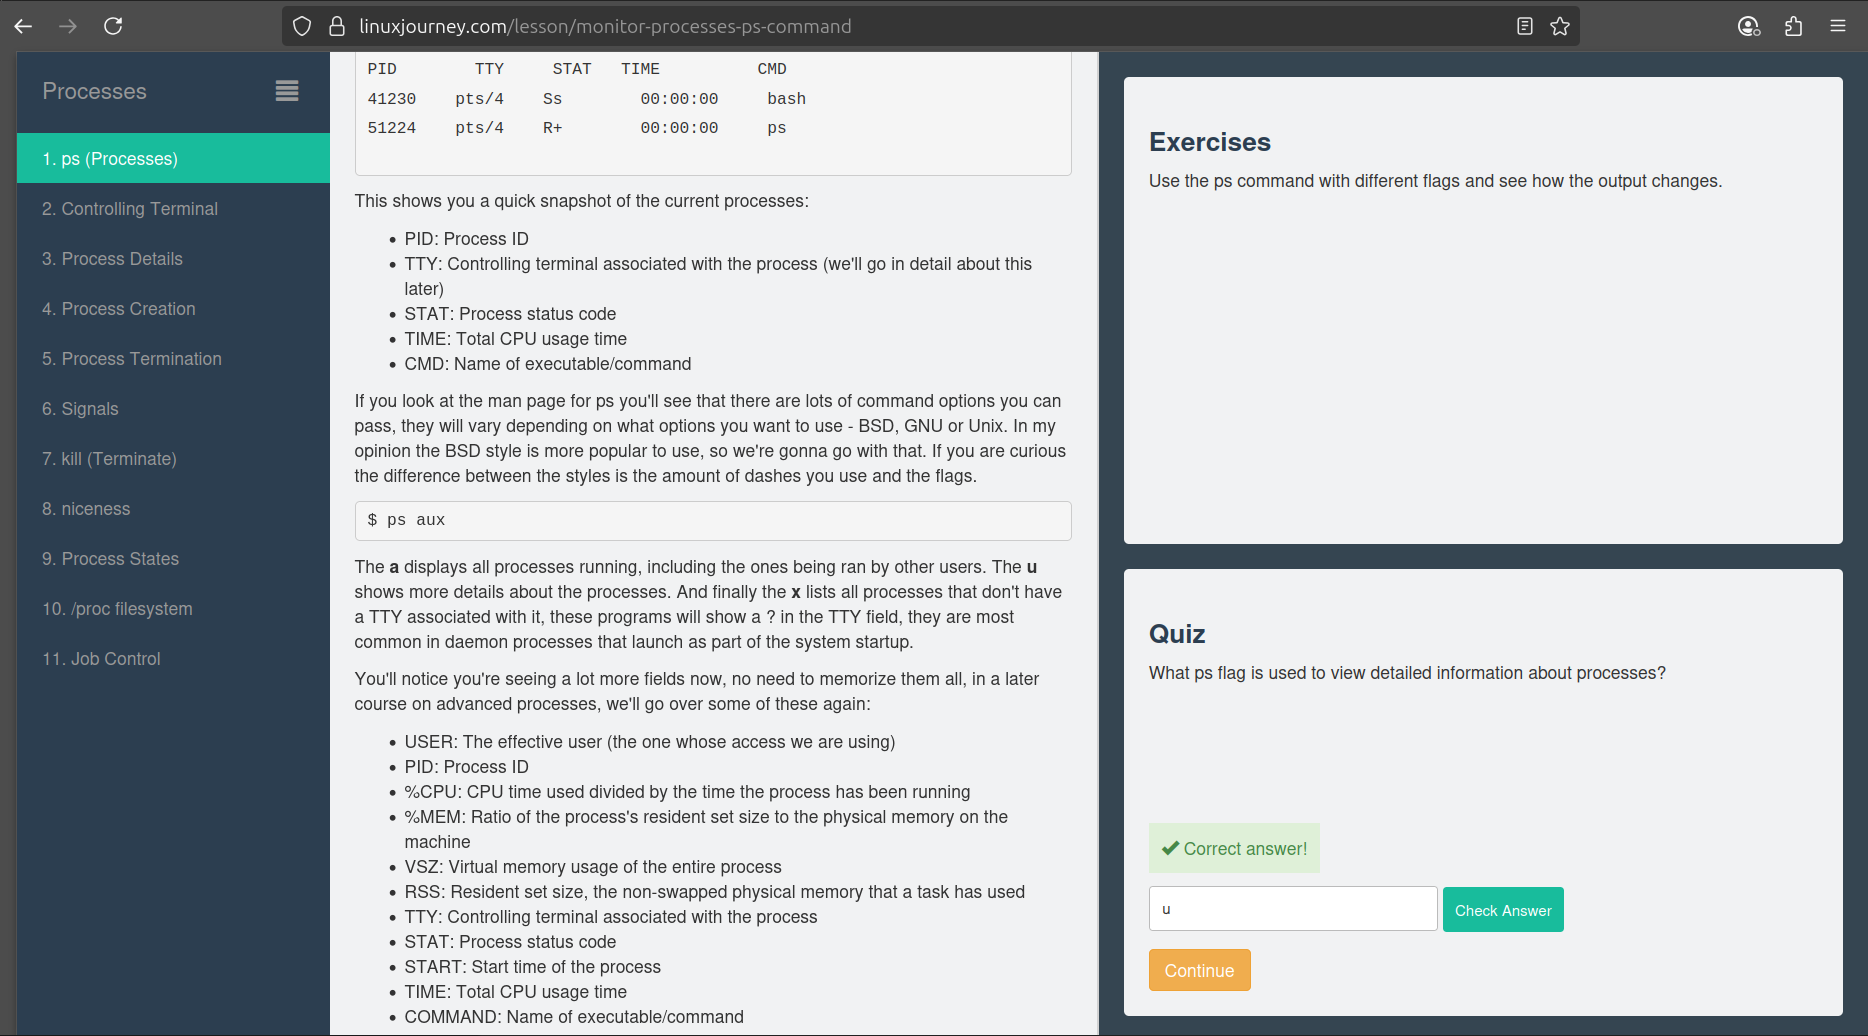 linuxjourney.com/lesson/monitor-processes-ps-command
Processes
1. ps (Processes)
2. Controlling Terminal
3. Process Details
4. Process Creation
5. Process Termination
6. Signals
7. kill (Terminate)
8. niceness
9. Process States
10. /proc filesystem
11. Job Control
PID        TTY     STAT   TIME          CMD
41230    pts/4    Ss        00:00:00     bash
51224    pts/4    R+        00:00:00     ps
This shows you a quick snapshot of the current processes:
• PID: Process ID
• TTY: Controlling terminal associated with the process (we'll go in detail about this
later)
• STAT: Process status code
• TIME: Total CPU usage time
• CMD: Name of executable/command
If you look at the man page for ps you'll see that there are lots of command options you can
pass, they will vary depending on what options you want to use - BSD, GNU or Unix. In my
opinion the BSD style is more popular to use, so we're gonna go with that. If you are curious
the difference between the styles is the amount of dashes you use and the flags.
$ ps aux
The a displays all processes running, including the ones being ran by other users. The u
shows more details about the processes. And finally the x lists all processes that don't have
a TTY associated with it, these programs will show a ? in the TTY field, they are most
common in daemon processes that launch as part of the system startup.
You'll notice you're seeing a lot more fields now, no need to memorize them all, in a later
course on advanced processes, we'll go over some of these again:
• USER: The effective user (the one whose access we are using)
• PID: Process ID
• %CPU: CPU time used divided by the time the process has been running
• %MEM: Ratio of the process's resident set size to the physical memory on the
machine
• VSZ: Virtual memory usage of the entire process
• RSS: Resident set size, the non-swapped physical memory that a task has used
• TTY: Controlling terminal associated with the process
• STAT: Process status code
• START: Start time of the process
• TIME: Total CPU usage time
• COMMAND: Name of executable/command
Exercises
Use the ps command with different flags and see how the output changes.
Quiz
What ps flag is used to view detailed information about processes?
✔ Correct answer!
u
Check Answer
Continue